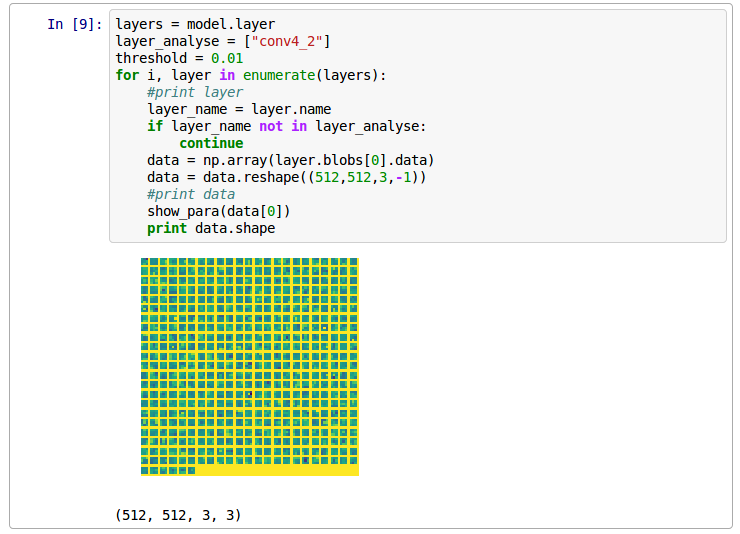 In [9]:
layers = model.layer
layer_analyse = ["conv4_2"]
threshold = 0.01
for i, layer in enumerate(layers):
    #print layer
    layer_name = layer.name
    if layer_name not in layer_analyse:
        continue
    data = np.array(layer.blobs[0].data)
    data = data.reshape((512,512,3,-1))
    #print data
    show_para(data[0])
    print data.shape
(512, 512, 3, 3)